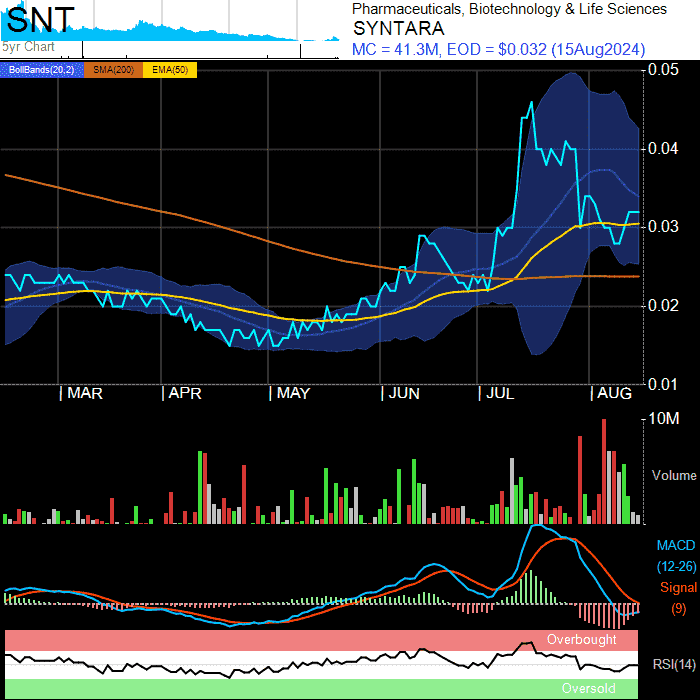 SNT
5yr Chart
Pharmaceuticals, Biotechnology & Life Sciences
SYNTARA
MC = 41.3M, EOD = $0.032 (15Aug2024)
BollBands(20,2) SMA(200) EMA(50)
0.05
0.04
0.03
0.02
0.01
MAR APR MAY JUN JUL AUG
10M
Volume
MACD
(12-26)
Signal
(9)
Overbought
RSI(14)
Oversold